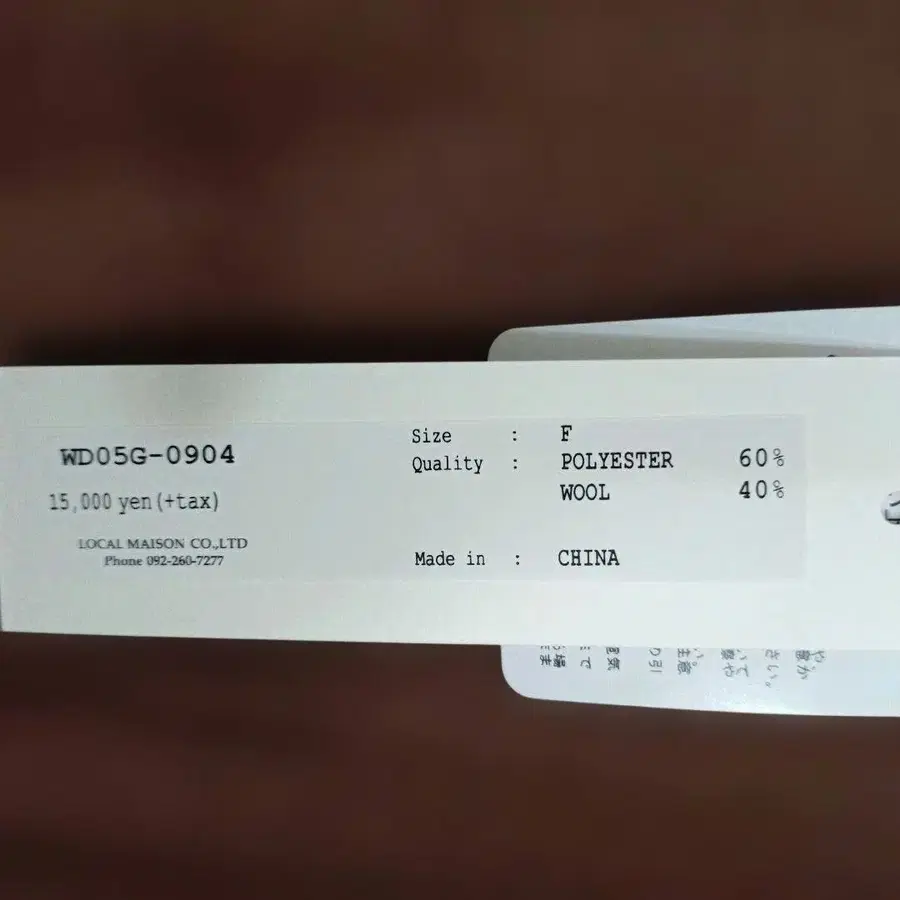 WD05G-0904
15,000 yen(+tax)
LOCAL MAISON CO.,LTD
Phone 092-260-7277
Size : F
Quality : POLYESTER 60%
WOOL 40%
Made in : CHINA